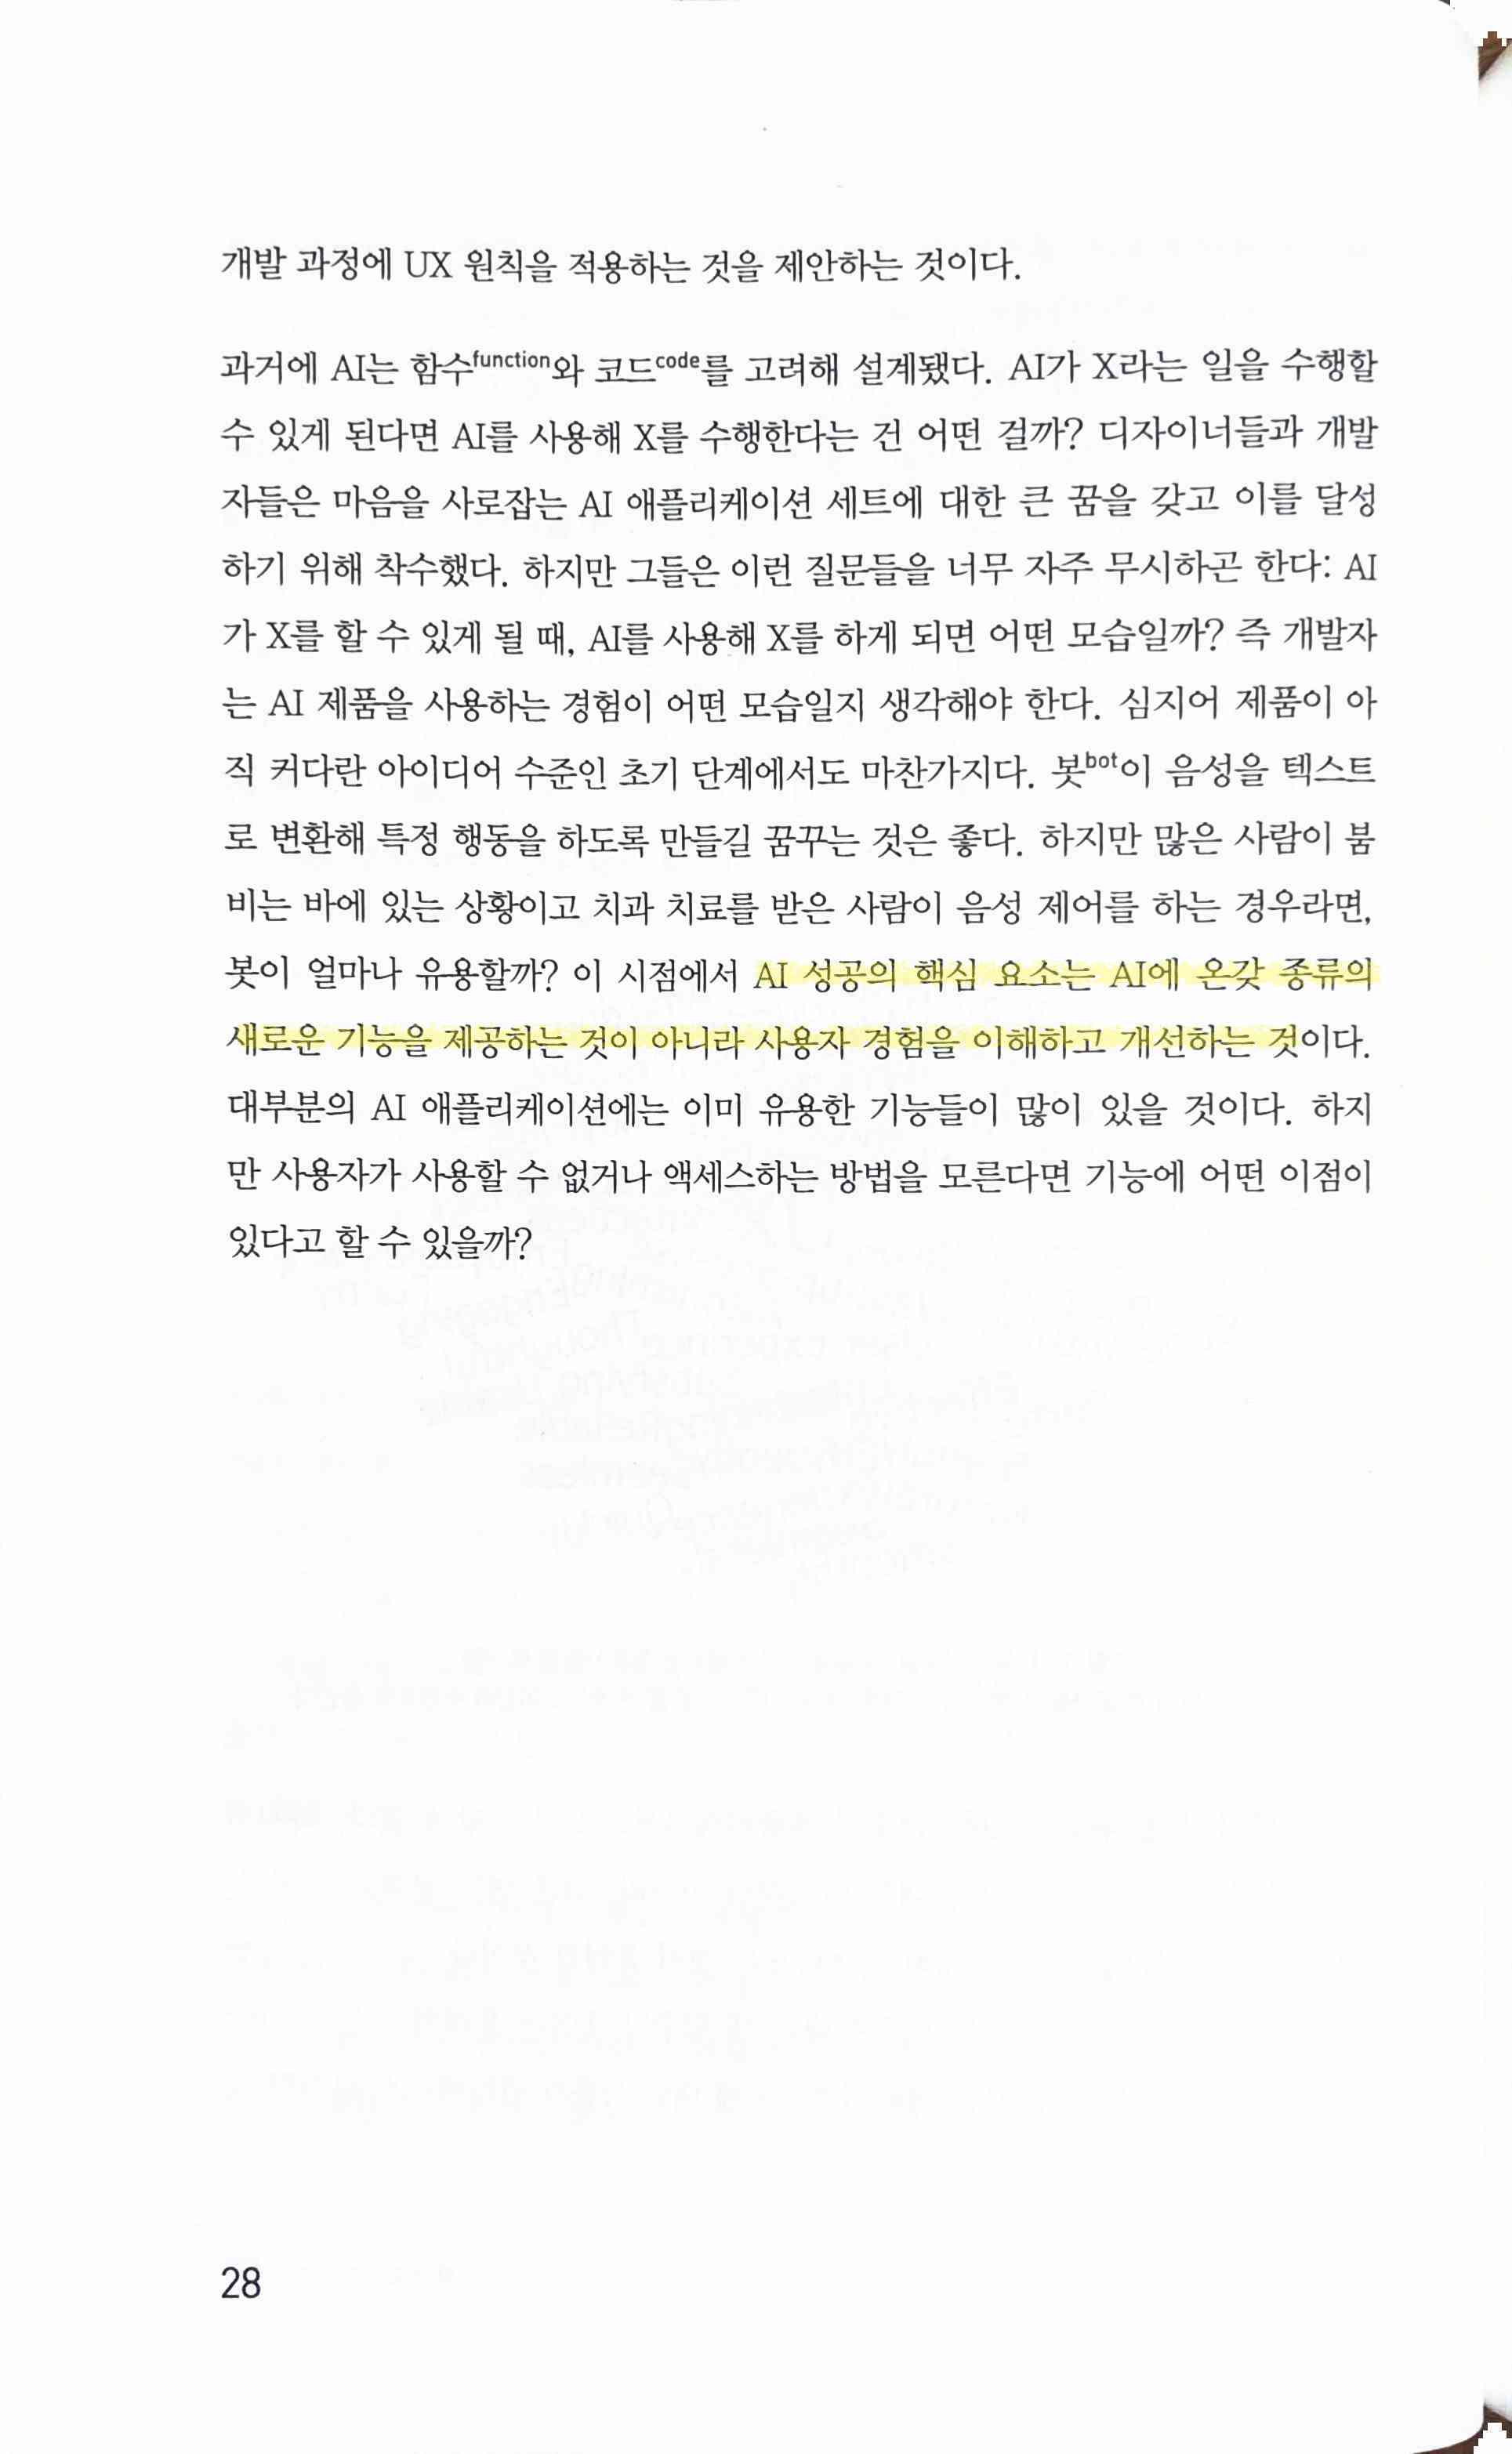 개발 과정에 UX 원칙을 적용하는 것을 제안하는 것이다.
과거에 AI는 함수function와 코드code를 고려해 설계됐다. AI가 X라는 일을 수행할
수 있게 된다면 AI를 사용해 X를 수행한다는 건 어떤 걸까? 디자이너들과 개발
자들은 마음을 사로잡는 AI 애플리케이션 세트에 대한 큰 꿈을 갖고 이를 달성
하기 위해 착수했다. 하지만 그들은 이런 질문들을 너무 자주 무시하곤 한다: AI
가 X를 할 수 있게 될 때, AI를 사용해 X를 하게 되면 어떤 모습일까? 즉 개발자
는 AI 제품을 사용하는 경험이 어떤 모습일지 생각해야 한다. 심지어 제품이 아
직 커다란 아이디어 수준인 초기 단계에서도 마찬가지다. 봇bot이 음성을 텍스트
로 변환해 특정 행동을 하도록 만들길 꿈꾸는 것은 좋다. 하지만 많은 사람이 붐
비는 바에 있는 상황이고 치과 치료를 받은 사람이 음성 제어를 하는 경우라면,
봇이 얼마나 유용할까? 이 시점에서 AI 성공의 핵심 요소는 AI에 온갖 종류의
새로운 기능을 제공하는 것이 아니라 사용자 경험을 이해하고 개선하는 것이다.
대부분의 AI 애플리케이션에는 이미 유용한 기능들이 많이 있을 것이다. 하지
만 사용자가 사용할 수 없거나 액세스하는 방법을 모른다면 기능에 어떤 이점이
있다고 할 수 있을까?
28